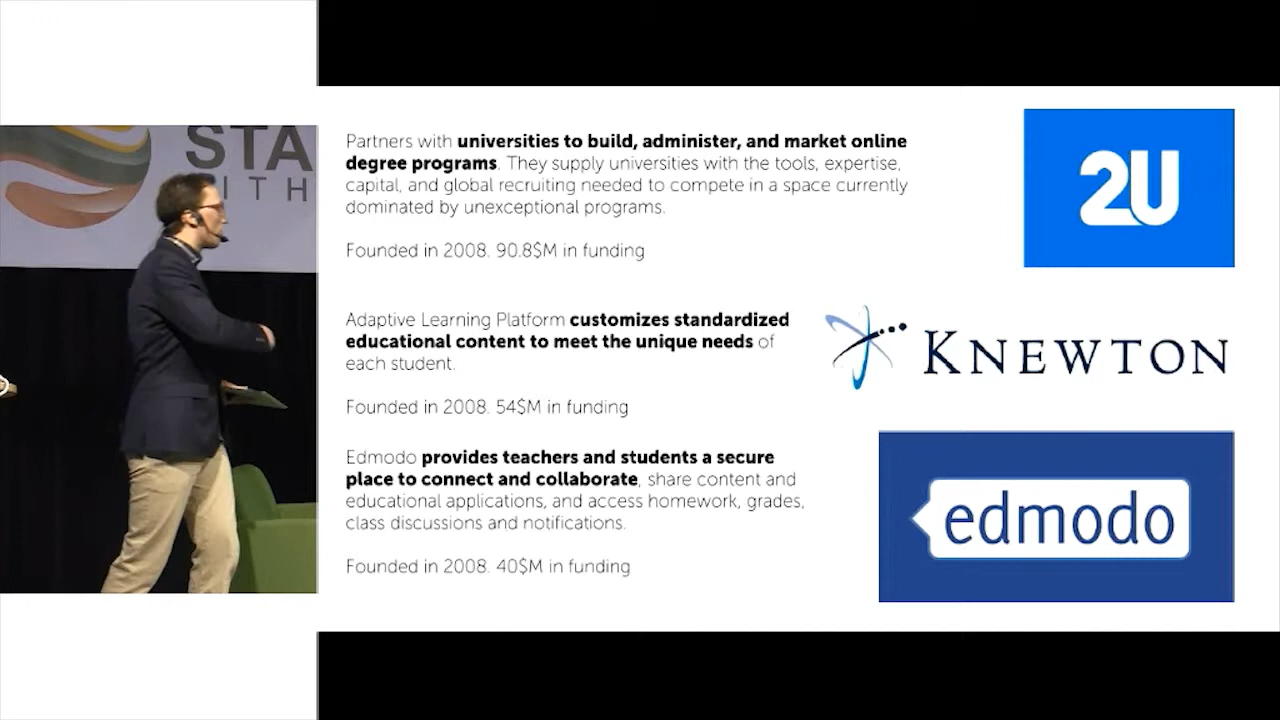 STA
ITH
Partners with universities to build, administer, and market online
degree programs. They supply universities with the tools, expertise,
capital, and global recruiting needed to compete in a space currently
dominated by unexceptional programs.
Founded in 2008. 90.8$M in funding
2U
Adaptive Learning Platform customizes standardized
educational content to meet the unique needs of
each student.
Founded in 2008. 54$M in funding
KNEWTON
Edmodo provides teachers and students a secure
place to connect and collaborate, share content and
educational applications, and access homework, grades,
class discussions and notifications.
Founded in 2008. 40$M in funding
edmodo